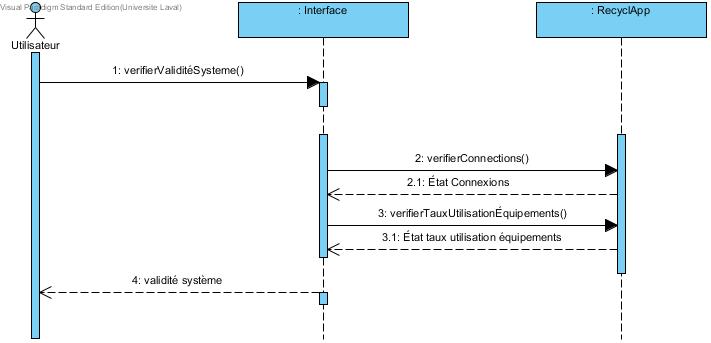 Visual Paradigm Standard Edition(Universite Laval)
: Interface
: RecyclApp
Utilisateur
1: verifierValiditéSysteme()
2: verifierConnections()
2.1: État Connexions
3: verifierTauxUtilisationÉquipements()
3.1: État taux utilisation équipements
4: validité système